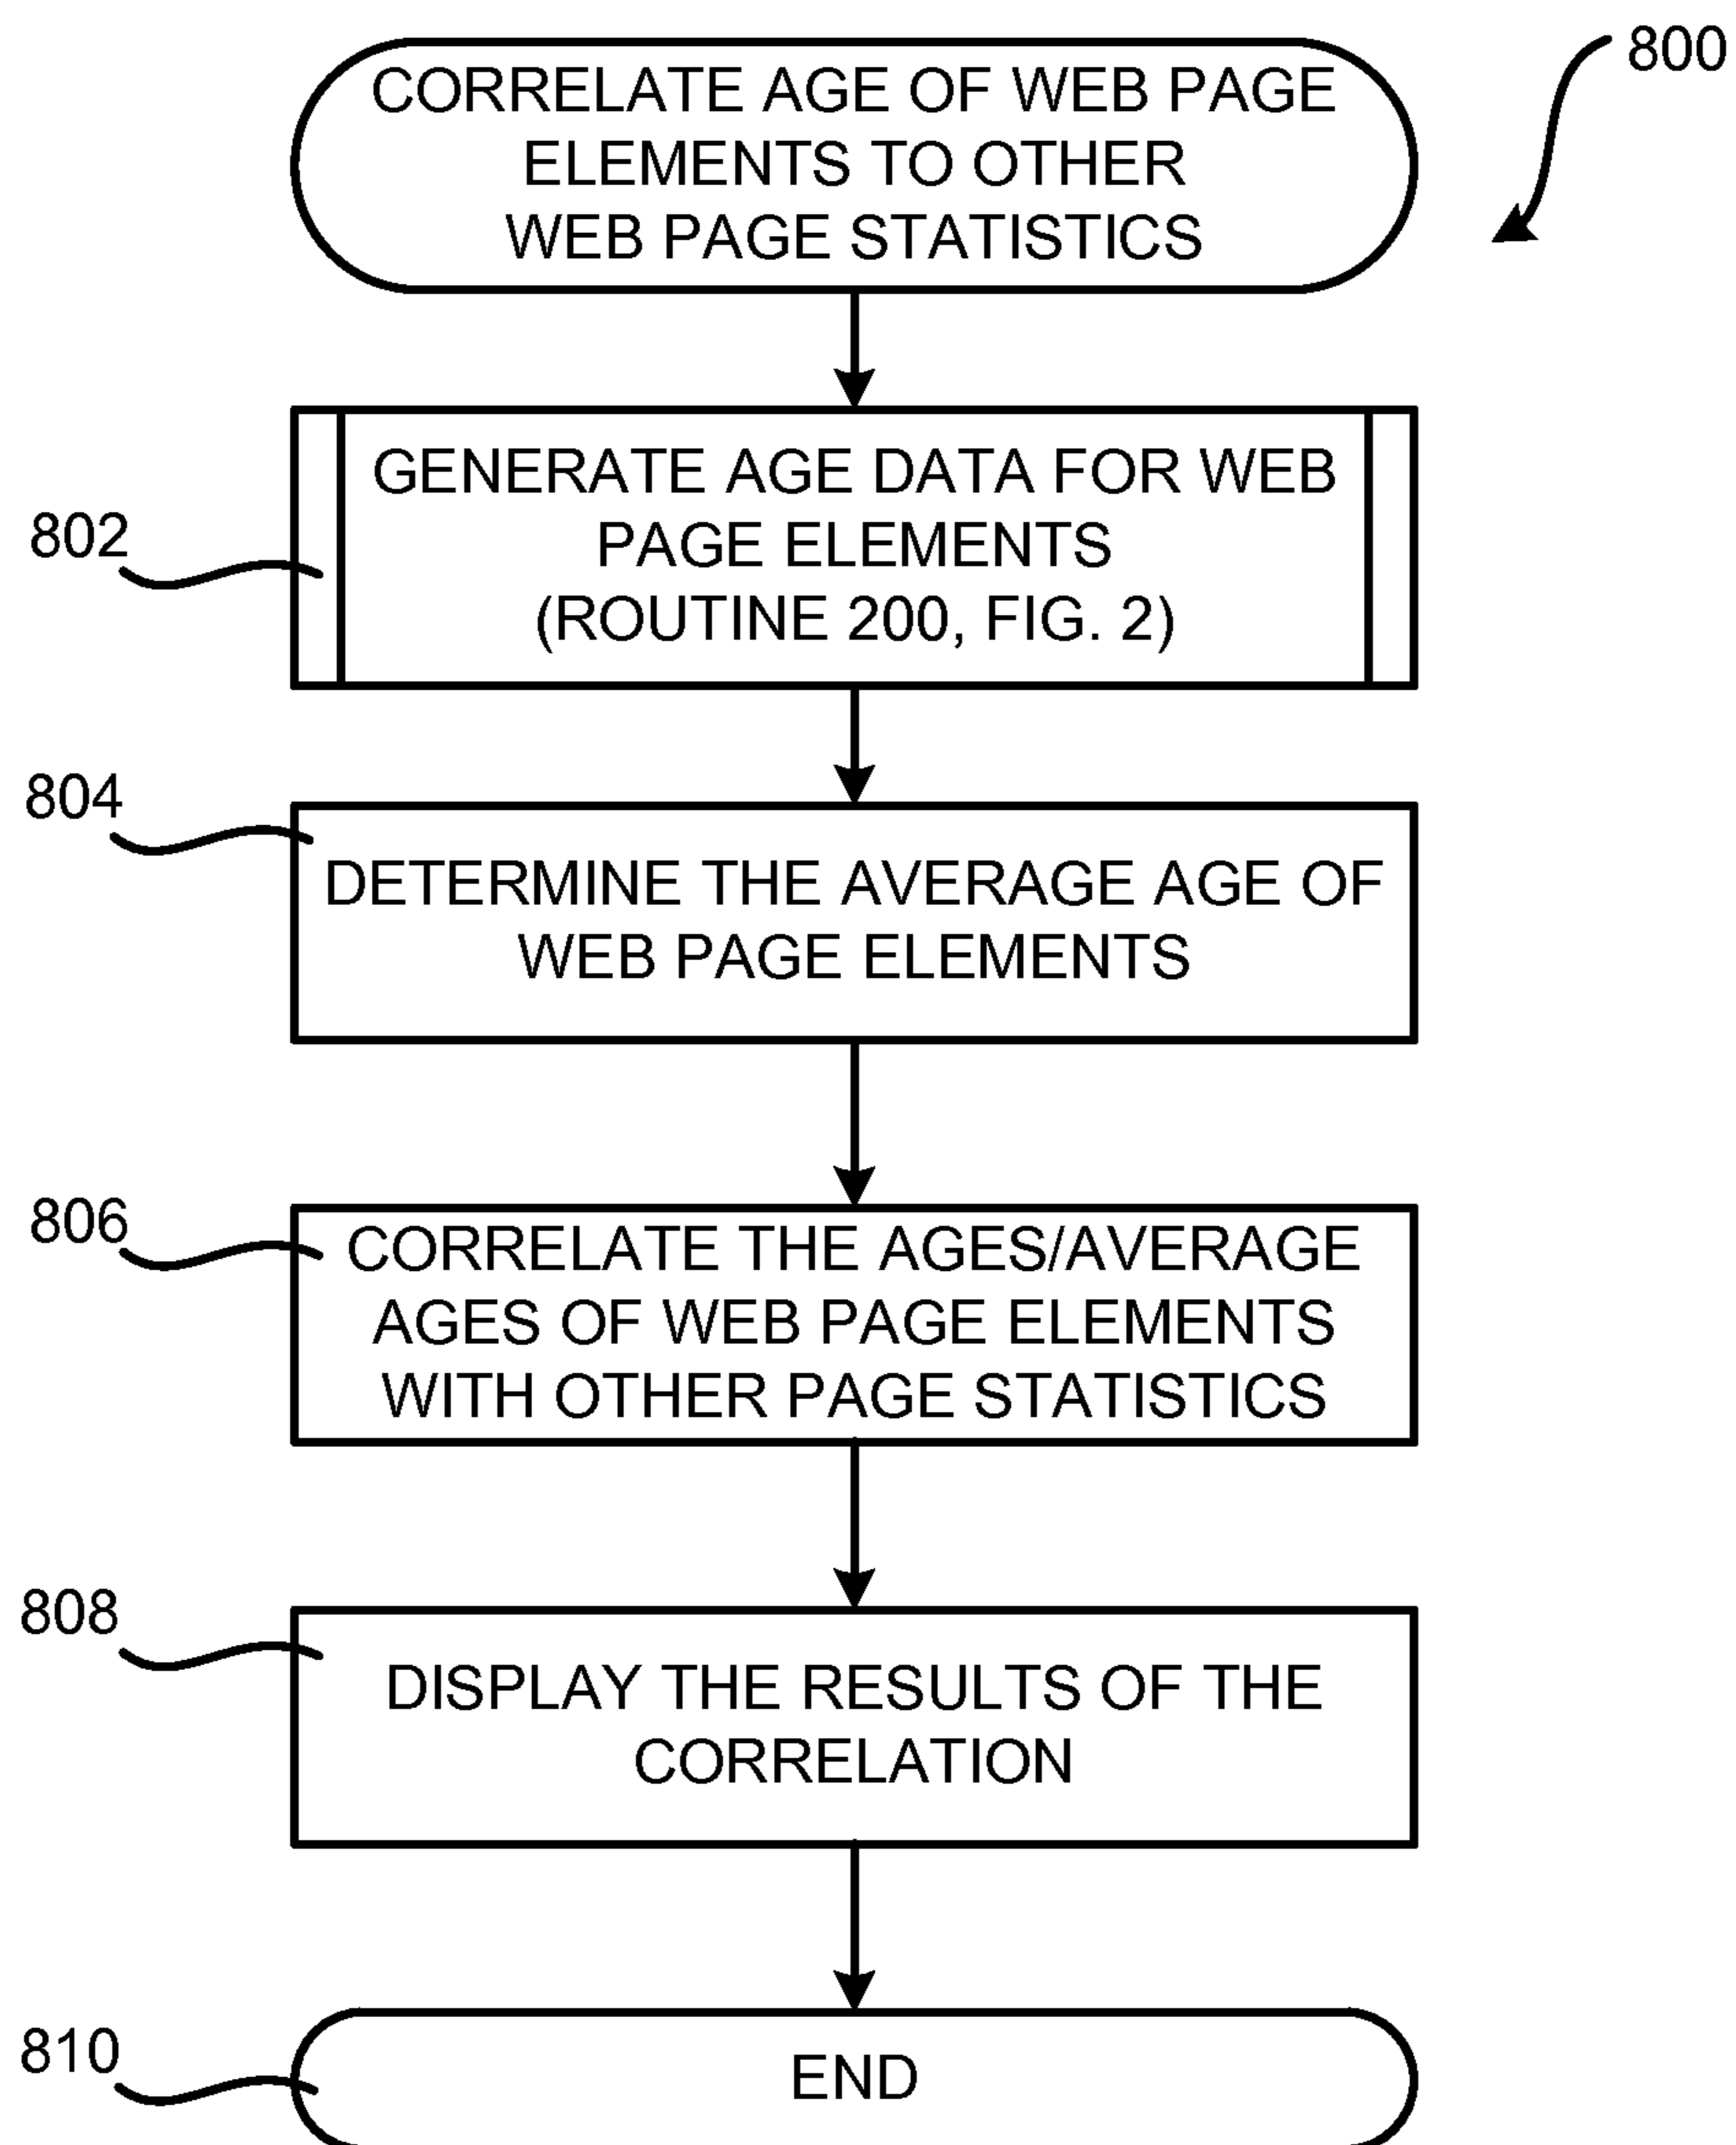 800
CORRELATE AGE OF WEB PAGE
ELEMENTS TO OTHER
WEB PAGE STATISTICS
802
GENERATE AGE DATA FOR WEB
PAGE ELEMENTS
(ROUTINE 200, FIG. 2)
804
DETERMINE THE AVERAGE AGE OF
WEB PAGE ELEMENTS
806
CORRELATE THE AGES/AVERAGE
AGES OF WEB PAGE ELEMENTS
WITH OTHER PAGE STATISTICS
808
DISPLAY THE RESULTS OF THE
CORRELATION
810
END